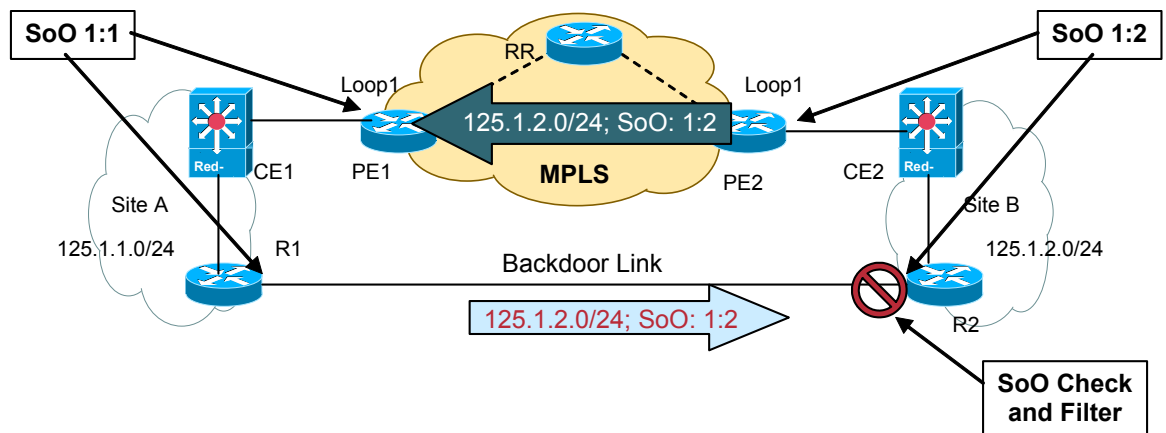 SoO 1:1
SoO 1:2
RR
Loop1
Loop1
125.1.2.0/24; SoO: 1:2
MPLS
Red-
CE1
PE1
PE2
CE2
Red-
Site A
125.1.1.0/24
R1
Site B
125.1.2.0/24
Backdoor Link
125.1.2.0/24; SoO: 1:2
R2
SoO Check
and Filter